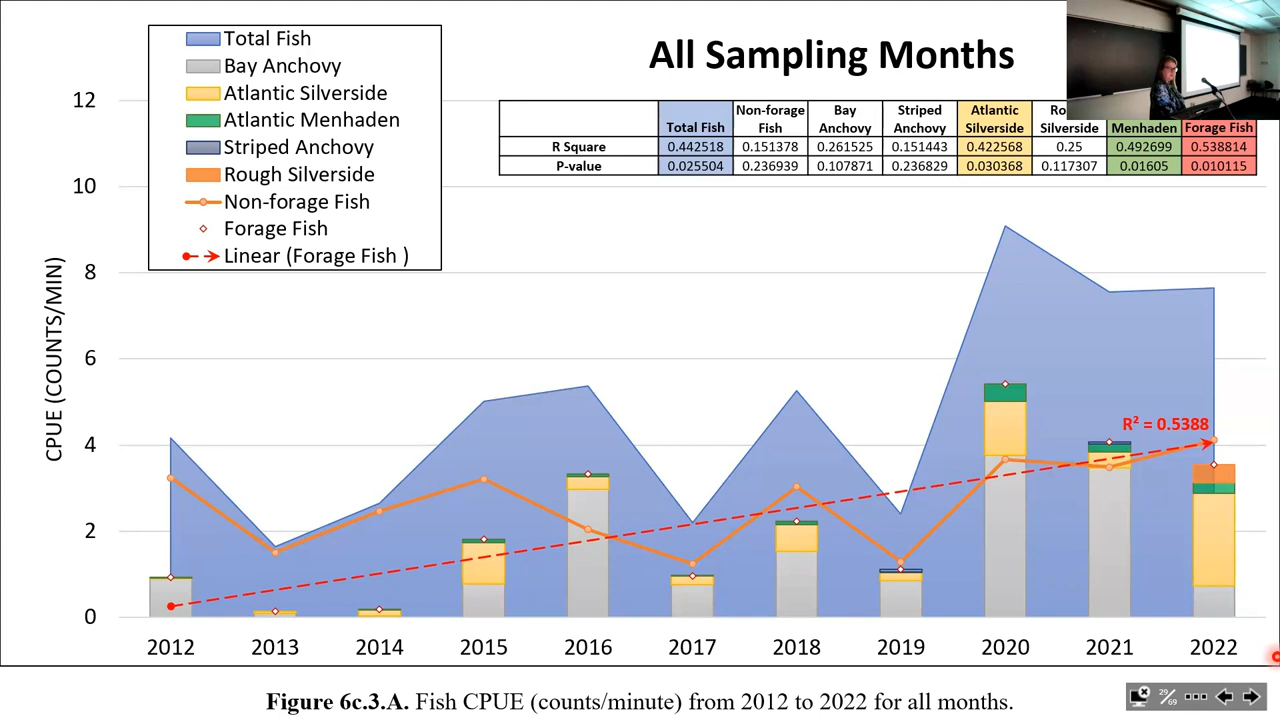 Total Fish
Bay Anchovy
Atlantic Silverside
Atlantic Menhaden
Striped Anchovy
Rough Silverside
Non-forage Fish
Forage Fish
Linear (Forage Fish )
All Sampling Months
Total Fish Non-forage Fish Bay Anchovy Striped Anchovy Atlantic Silverside Silverside Menhaden Forage Fish
R Square 0.442518 0.151378 0.261525 0.151443 0.422568 0.25 0.492699 0.538814
P-value 0.025504 0.236939 0.107871 0.236829 0.030368 0.117307 0.01605 0.010115
CPUE (COUNTS/MIN)
12
10
8
6
4
2
0
R² = 0.5388
2012 2013 2014 2015 2016 2017 2018 2019 2020 2021 2022
Figure 6c.3.A. Fish CPUE (counts/minute) from 2012 to 2022 for all months.
29/69